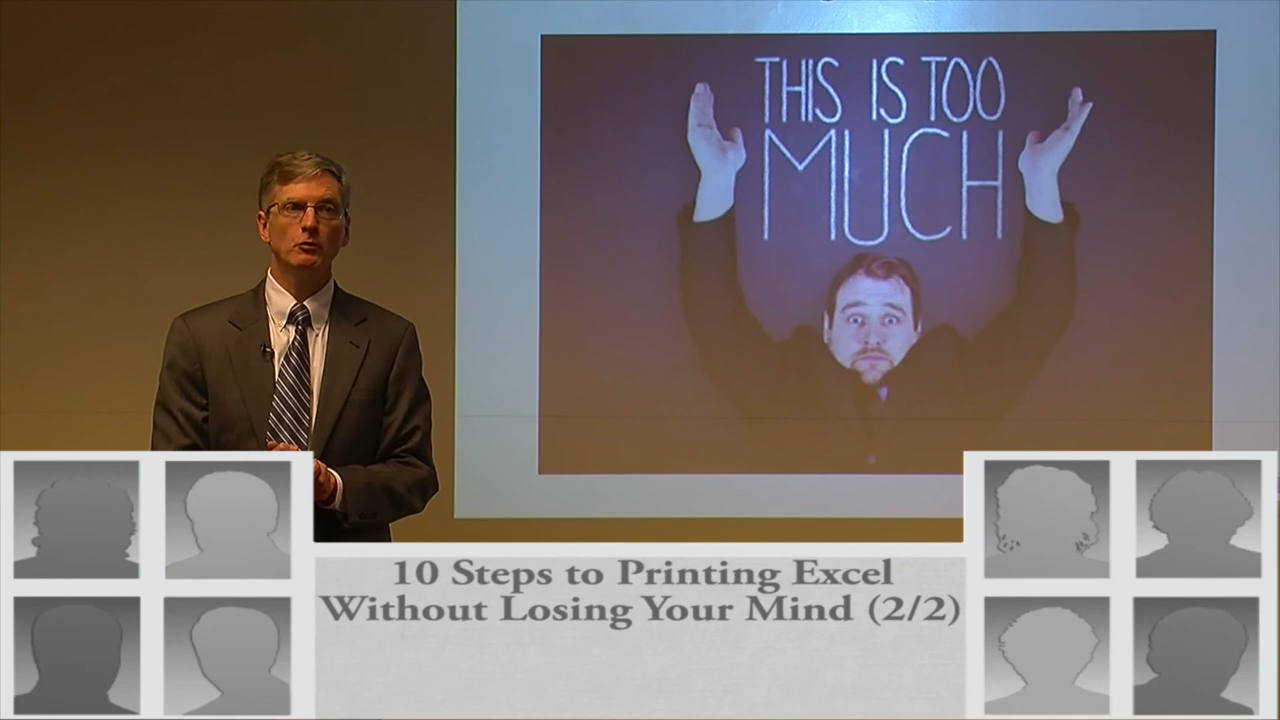 THIS IS TOO
MUCH
10 Steps to Printing Excel
Without Losing Your Mind (2/2)